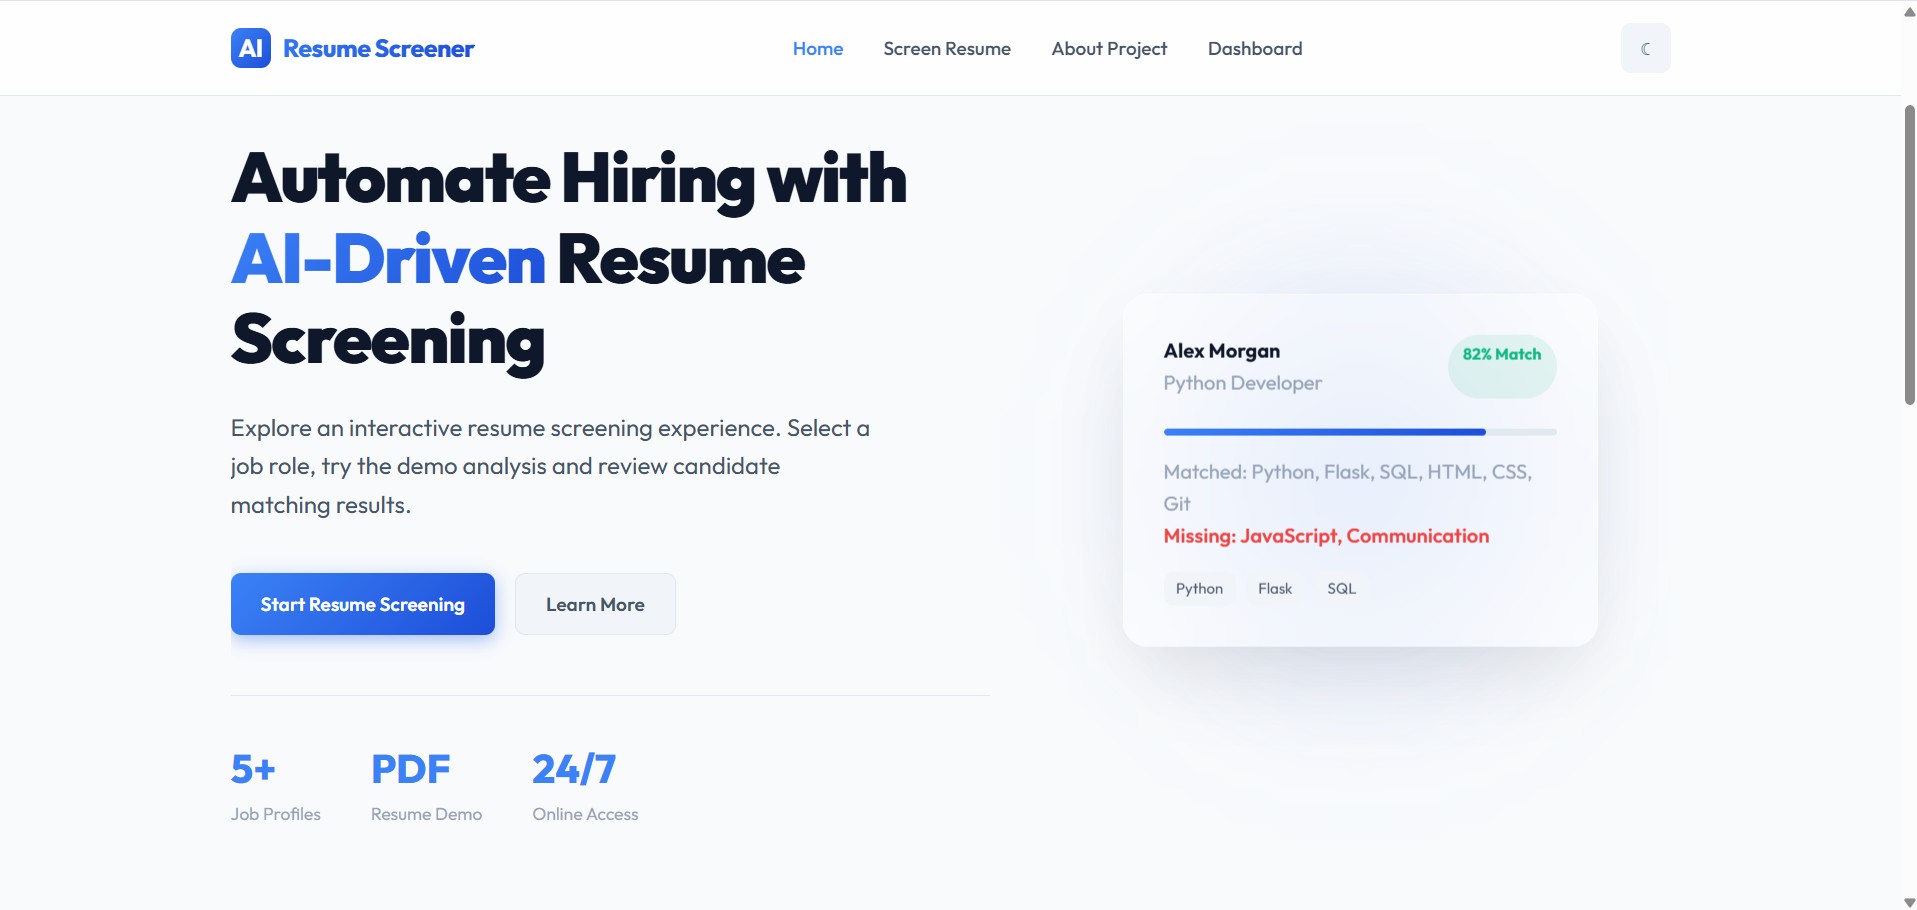 AI Resume Screener
Home Screen Resume About Project Dashboard
Automate Hiring with
AI-Driven Resume
Screening
Explore an interactive resume screening experience. Select a
job role, try the demo analysis and review candidate
matching results.
Start Resume Screening Learn More
5+ PDF 24/7
Job Profiles Resume Demo Online Access
Alex Morgan 82% Match
Python Developer
Matched: Python, Flask, SQL, HTML, CSS,
Git
Missing: JavaScript, Communication
Python Flask SQL